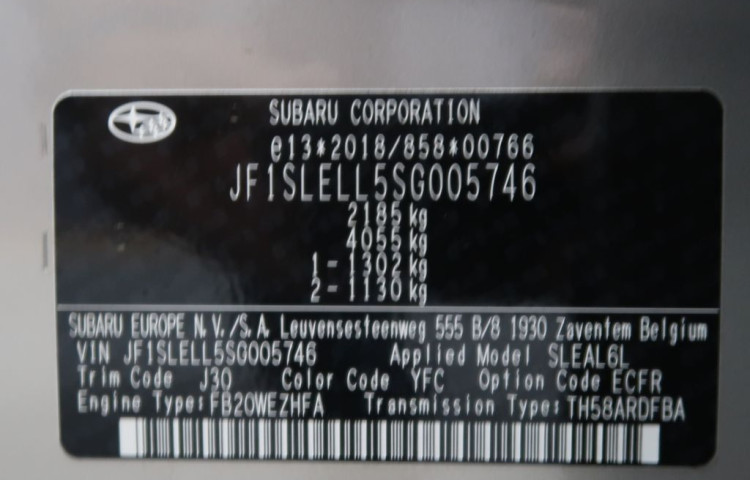 SUBARU CORPORATION
e13*2018/858*00766
JF1SLELL5SG005746
2185 kg
4055 kg
1 - 1302 kg
2 - 1130 kg
SUBARU EUROPE N.V./S.A. Leuvensesteenweg 555 B/8 1930 Zaventem Belgium
VIN JF1SLELL5SG005746 Applied Model SLEAL6L
Trim Code J30 Color Code YFC Option Code ECFR
Engine Type: FB20WEZHFA Transmission Type: TH58ARDFBA